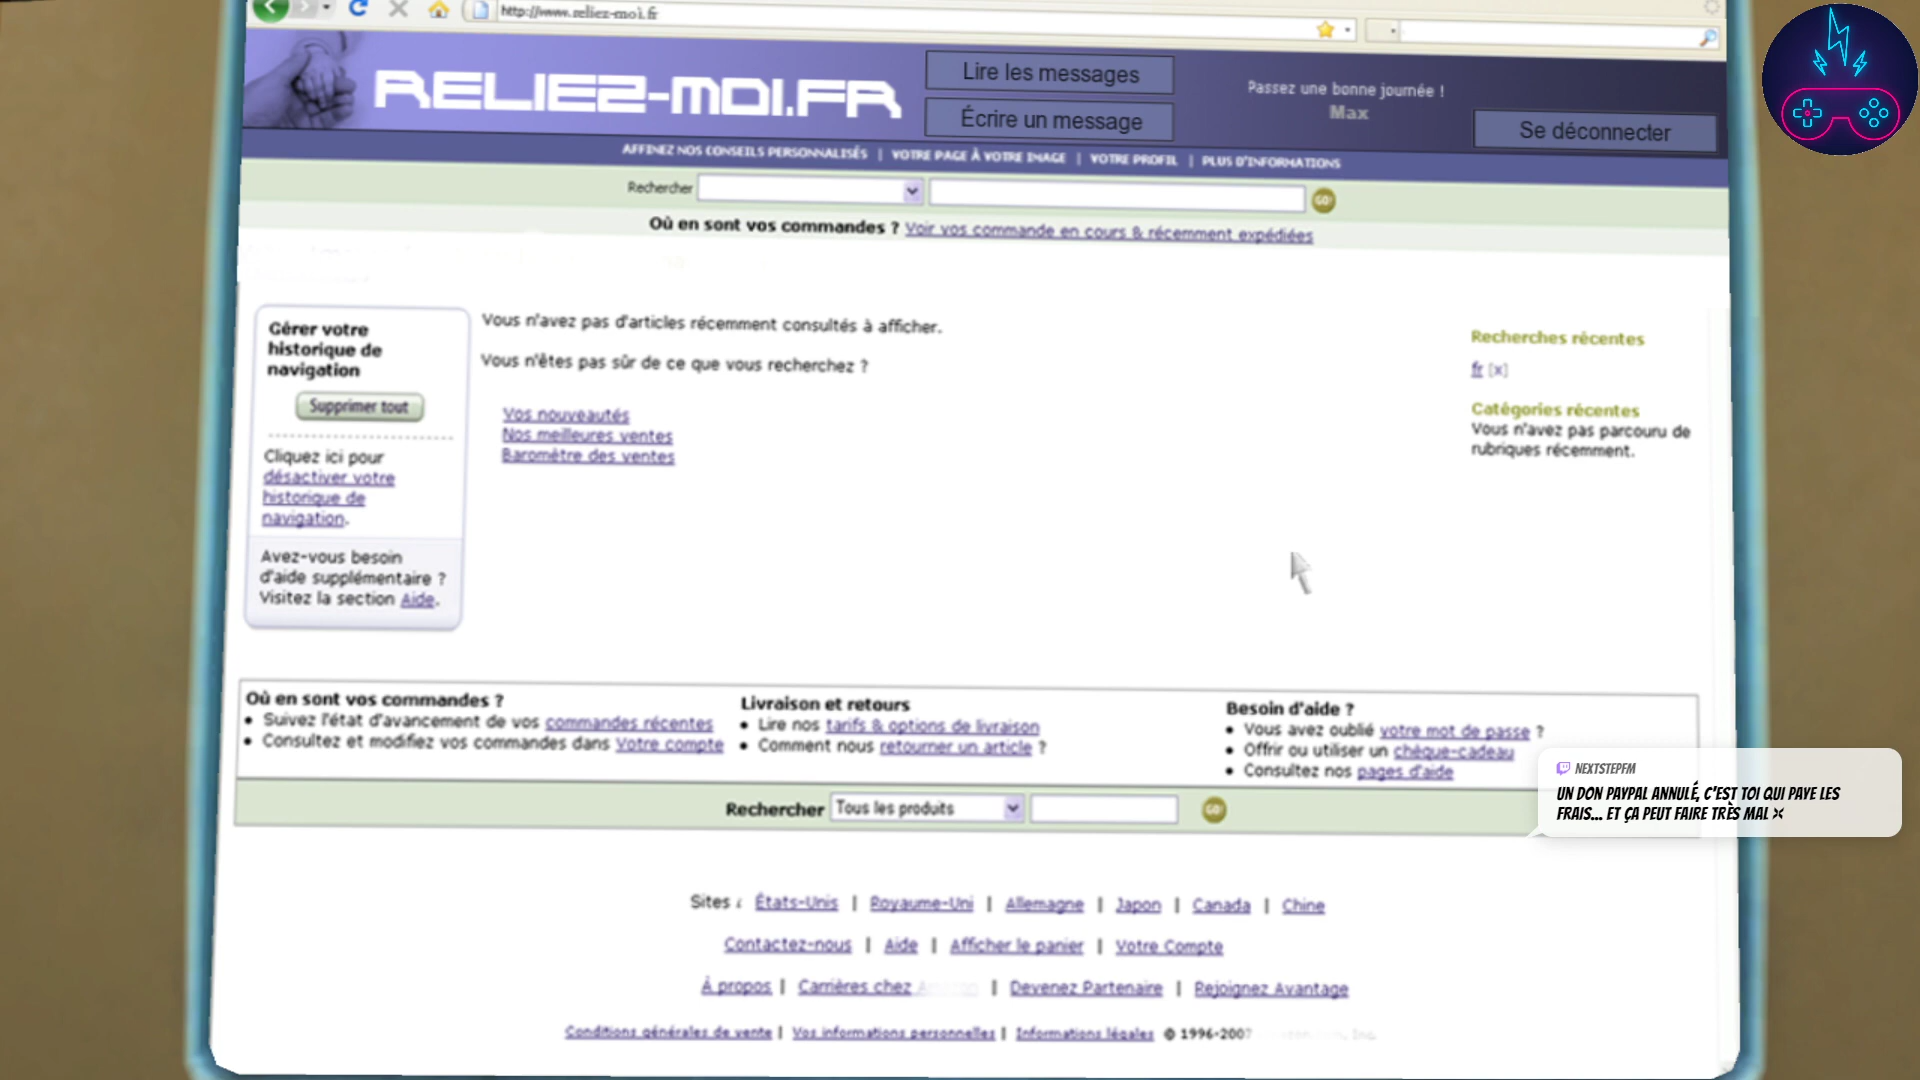 http://www.reliez-moi.fr
RELIEZ-MOI.FR
Lire les messages
Écrire un message
Passez une bonne journée !
Max
Se déconnecter
AFFINEZ NOS CONSEILS PERSONNALISÉS | VOTRE PAGE À VOTRE IMAGE | VOTRE PROFIL | PLUS D'INFORMATIONS
Rechercher
GO!
Où en sont vos commandes ? Voir vos commande en cours & récemment expédiées
Gérer votre
historique de
navigation
Supprimer tout
Cliquez ici pour
désactiver votre
historique de
navigation.
Avez-vous besoin
d'aide supplémentaire ?
Visitez la section Aide.
Vous n'avez pas d'articles récemment consultés à afficher.
Vous n'êtes pas sûr de ce que vous recherchez ?
Vos nouveautés
Nos meilleures ventes
Baromètre des ventes
Recherches récentes
fr [x]
Catégories récentes
Vous n'avez pas parcouru de
rubriques récemment.
Où en sont vos commandes ?
• Suivez l'état d'avancement de vos commandes récentes
• Consultez et modifiez vos commandes dans Votre compte
Livraison et retours
• Lire nos tarifs & options de livraison
• Comment nous retourner un article ?
Besoin d'aide ?
• Vous avez oublié votre mot de passe ?
• Offrir ou utiliser un chèque-cadeau
• Consultez nos pages d'aide
NEXTSTEPFM
UN DON PAYPAL ANNULÉ, C'EST TOI QUI PAYE LES
FRAIS... ET ÇA PEUT FAIRE TRÈS MAL ><
Rechercher Tous les produits
GO!
Sites : États-Unis | Royaume-Uni | Allemagne | Japon | Canada | Chine
Contactez-nous | Aide | Afficher le panier | Votre Compte
À propos | Carrières chez | Devenez Partenaire | Rejoignez Avantage
Conditions générales de vente | Vos informations personnelles | Informations légales © 1996-2007